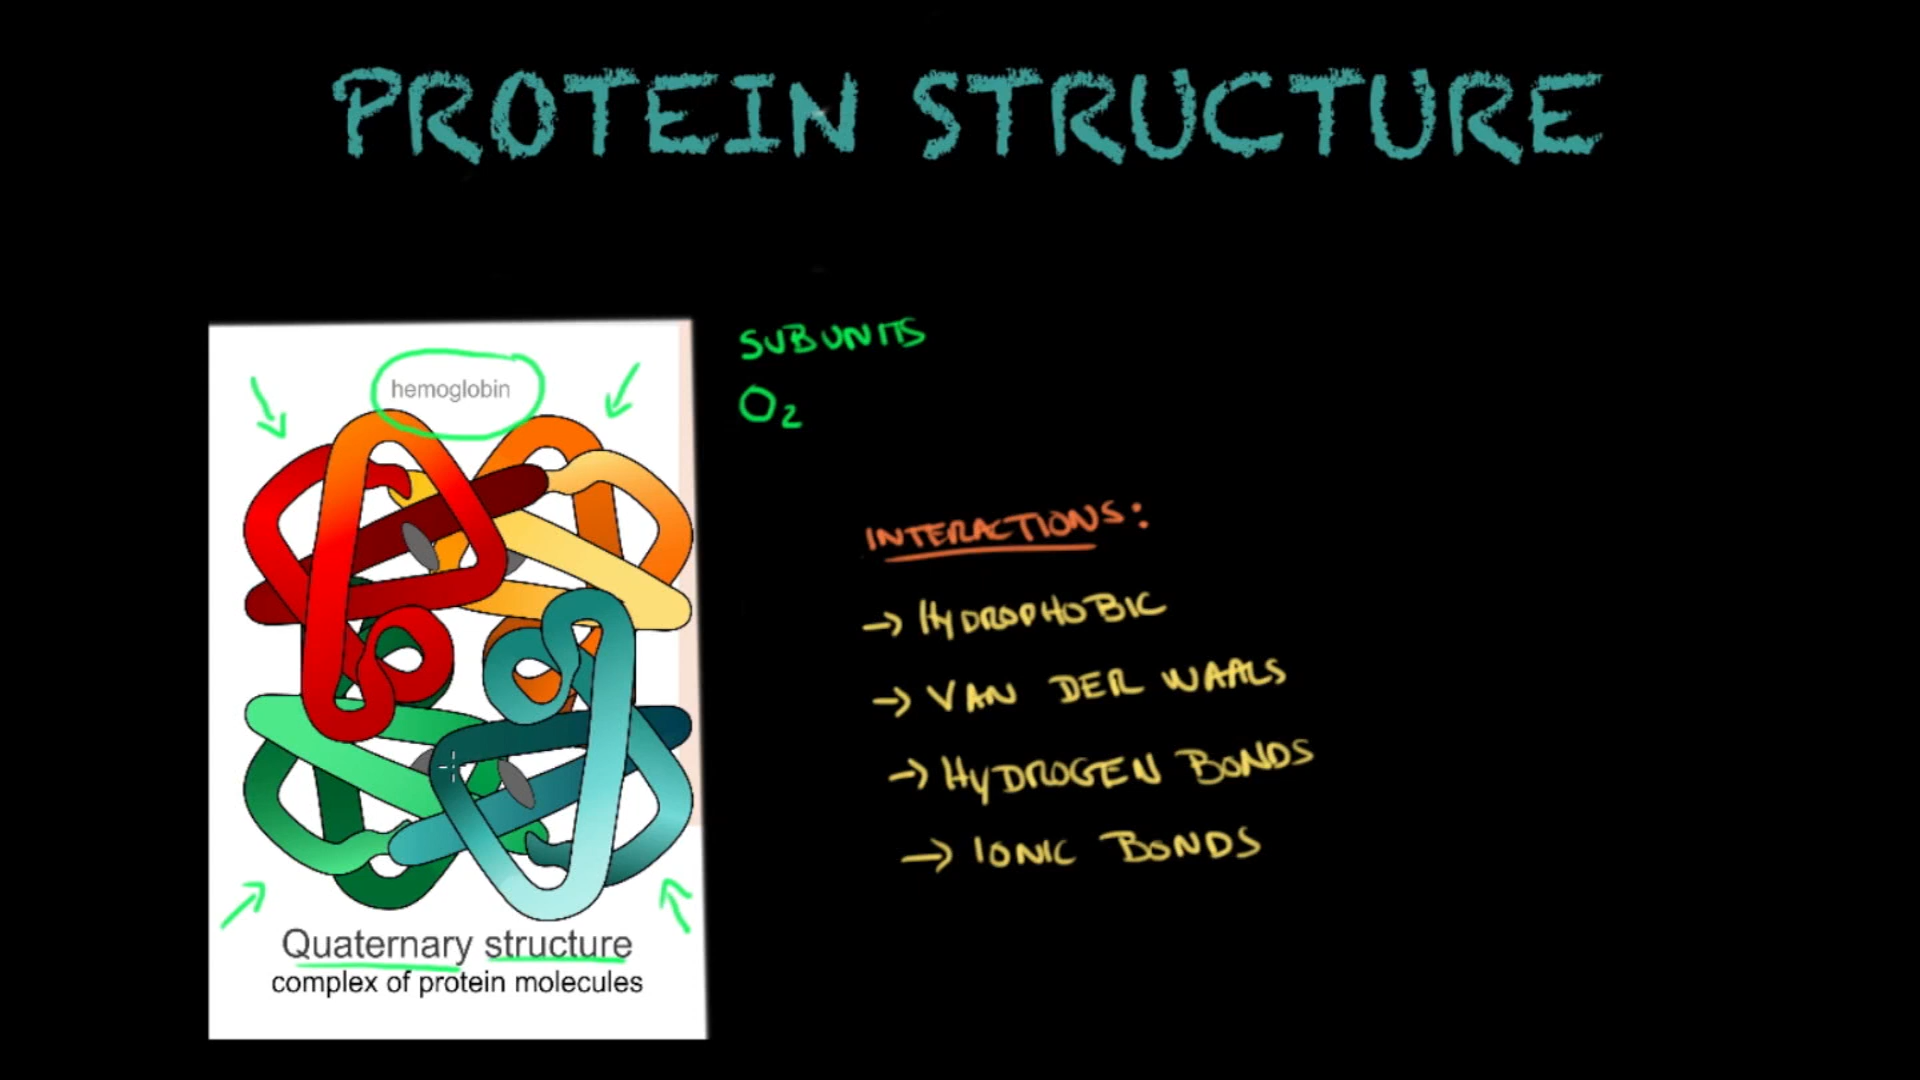 PROTEIN STRUCTURE
hemoglobin
Quaternary structure
complex of protein molecules
SUBUNITS
O2
INTERACTIONS:
→ HYDROPHOBIC
→ VAN DER WAALS
→ HYDROGEN BONDS
→ IONIC BONDS